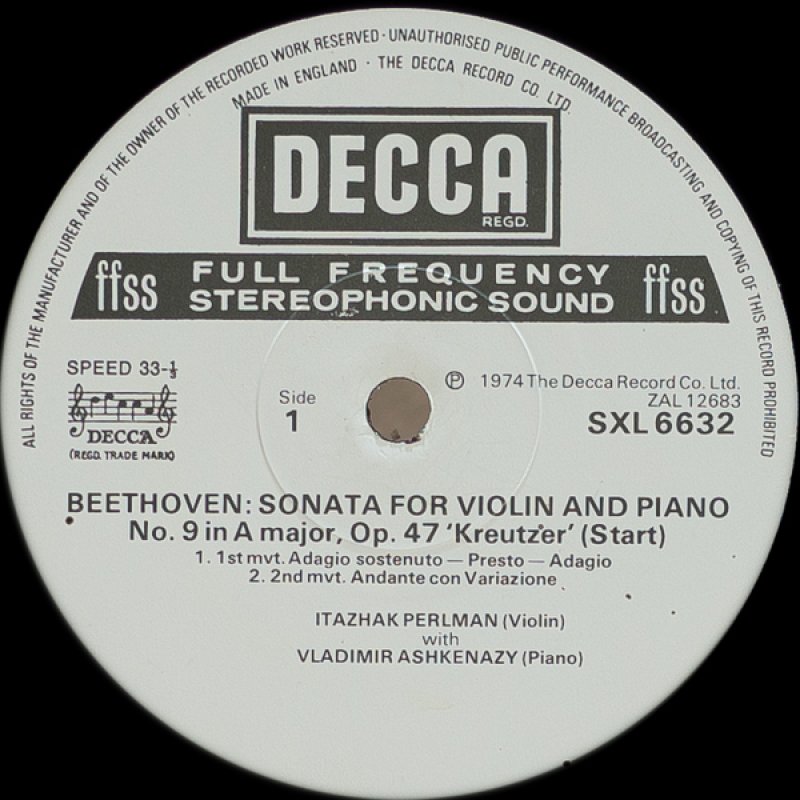 ALL RIGHTS OF THE MANUFACTURER AND OF THE OWNER OF THE RECORDED WORK RESERVED · UNAUTHORISED PUBLIC PERFORMANCE BROADCASTING AND COPYING OF THIS RECORD PROHIBITED
MADE IN ENGLAND · THE DECCA RECORD CO. LTD.
DECCA
REGD.
ffss FULL FREQUENCY ffss
STEREOPHONIC SOUND
SPEED 33-⅓
DECCA
(REGD. TRADE MARK)
Side
1
Ⓟ 1974 The Decca Record Co. Ltd.
ZAL 12683
SXL 6632
BEETHOVEN: SONATA FOR VIOLIN AND PIANO
No. 9 in A major, Op. 47 'Kreutzer' (Start)
1. 1st mvt. Adagio sostenuto — Presto — Adagio
2. 2nd mvt. Andante con Variazione
ITAZHAK PERLMAN (Violin)
with
VLADIMIR ASHKENAZY (Piano)